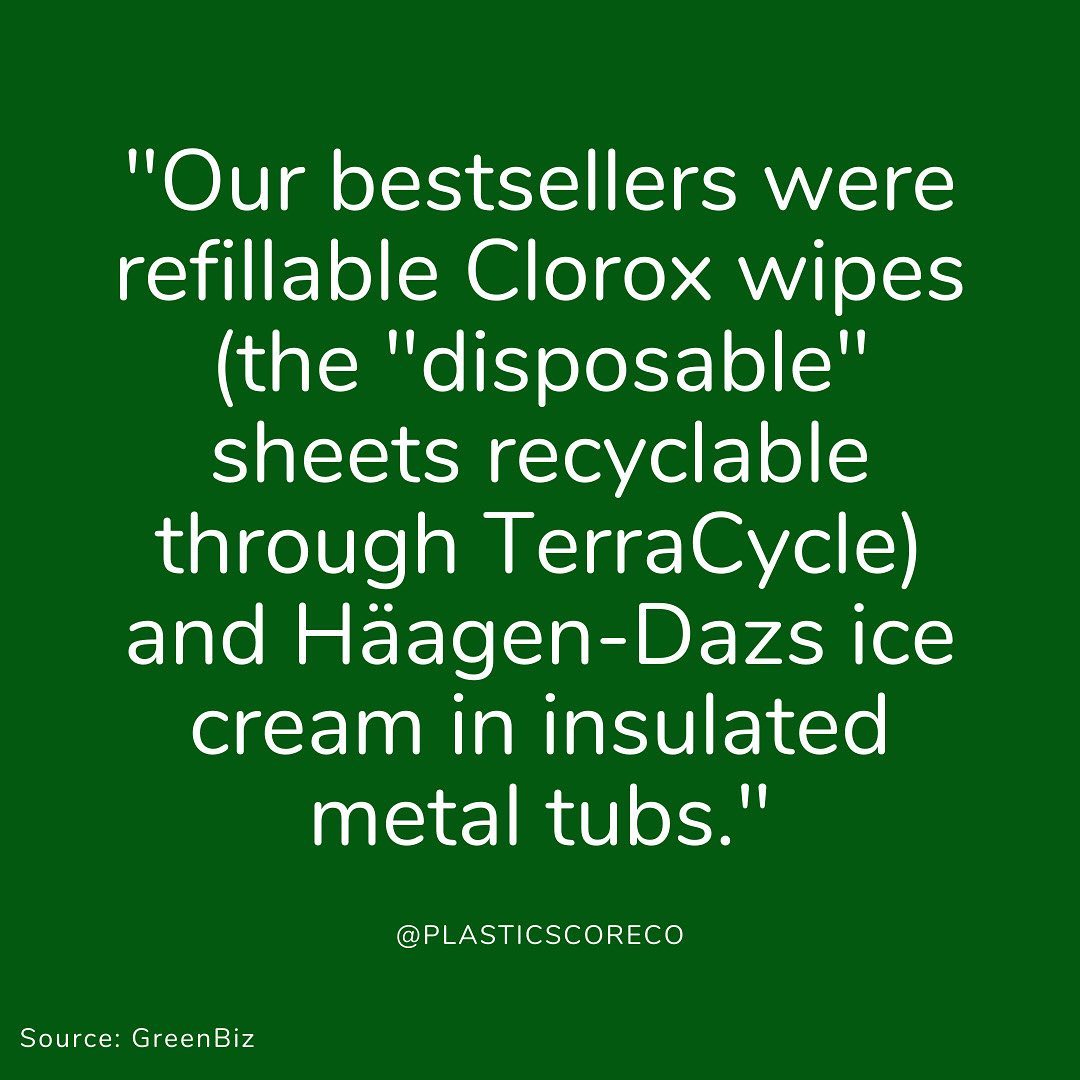 "Our bestsellers were
refillable Clorox wipes
(the "disposable"
sheets recyclable
through TerraCycle)
and Häagen-Dazs ice
cream in insulated
metal tubs."
@PLASTICSCORECO
Source: GreenBiz